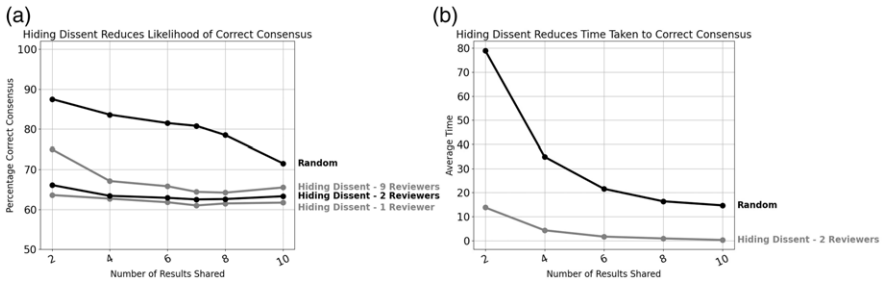 (a)
Hiding Dissent Reduces Likelihood of Correct Consensus
100
90
80
70
60
50
Percentage Correct Consensus
Random
Hiding Dissent - 9 Reviewers
Hiding Dissent - 2 Reviewers
Hiding Dissent - 1 Reviewer
2
4
6
8
10
Number of Results Shared
(b)
Hiding Dissent Reduces Time Taken to Correct Consensus
80
70
60
50
40
30
20
10
0
Average Time
Random
Hiding Dissent - 2 Reviewers
2
4
6
8
10
Number of Results Shared